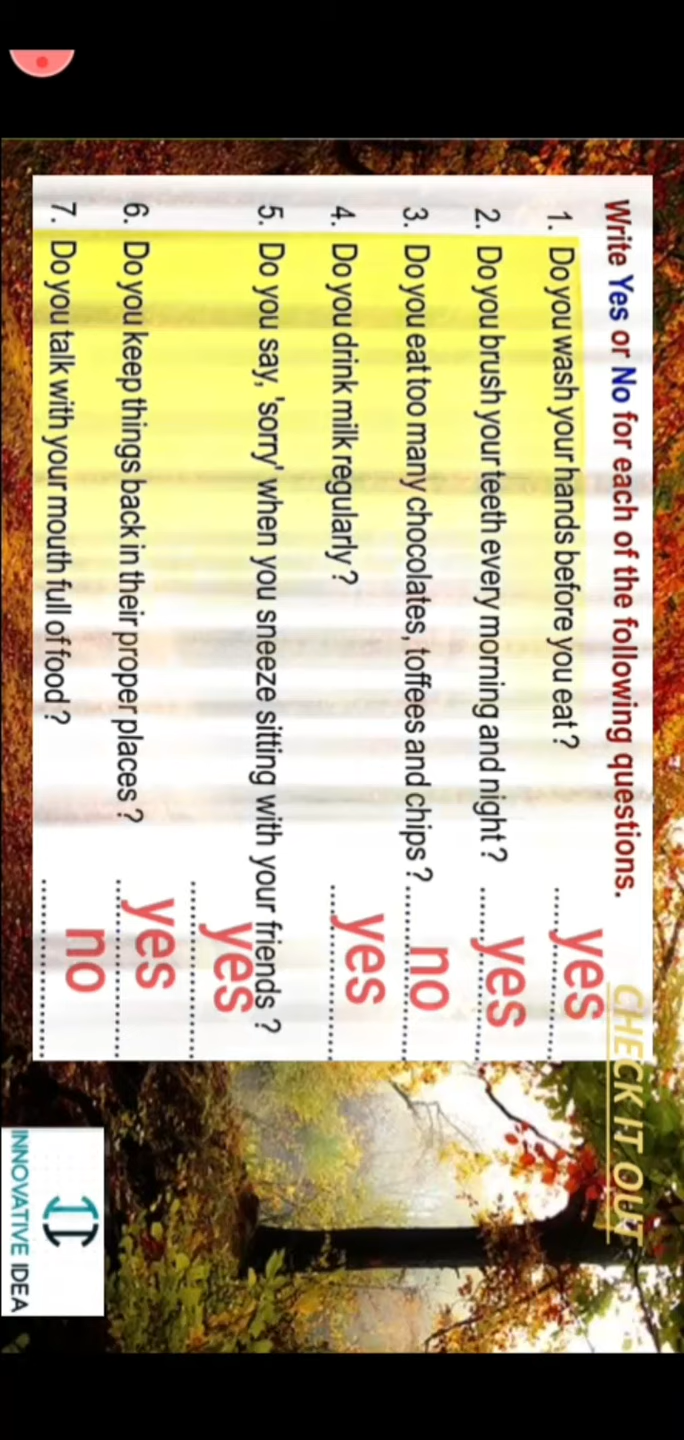 CHECK IT OUT
Write Yes or No for each of the following questions.
1. Do you wash your hands before you eat ? .....yes..........
2. Do you brush your teeth every morning and night ? ......yes.....
3. Do you eat too many chocolates, toffees and chips ? .......no........
4. Do you drink milk regularly ? ....yes..........
5. Do you say, 'sorry' when you sneeze sitting with your friends ?
yes
......................
6. Do you keep things back in their proper places ? ...yes..........
7. Do you talk with your mouth full of food ? ........no..........
INNOVATIVE IDEA